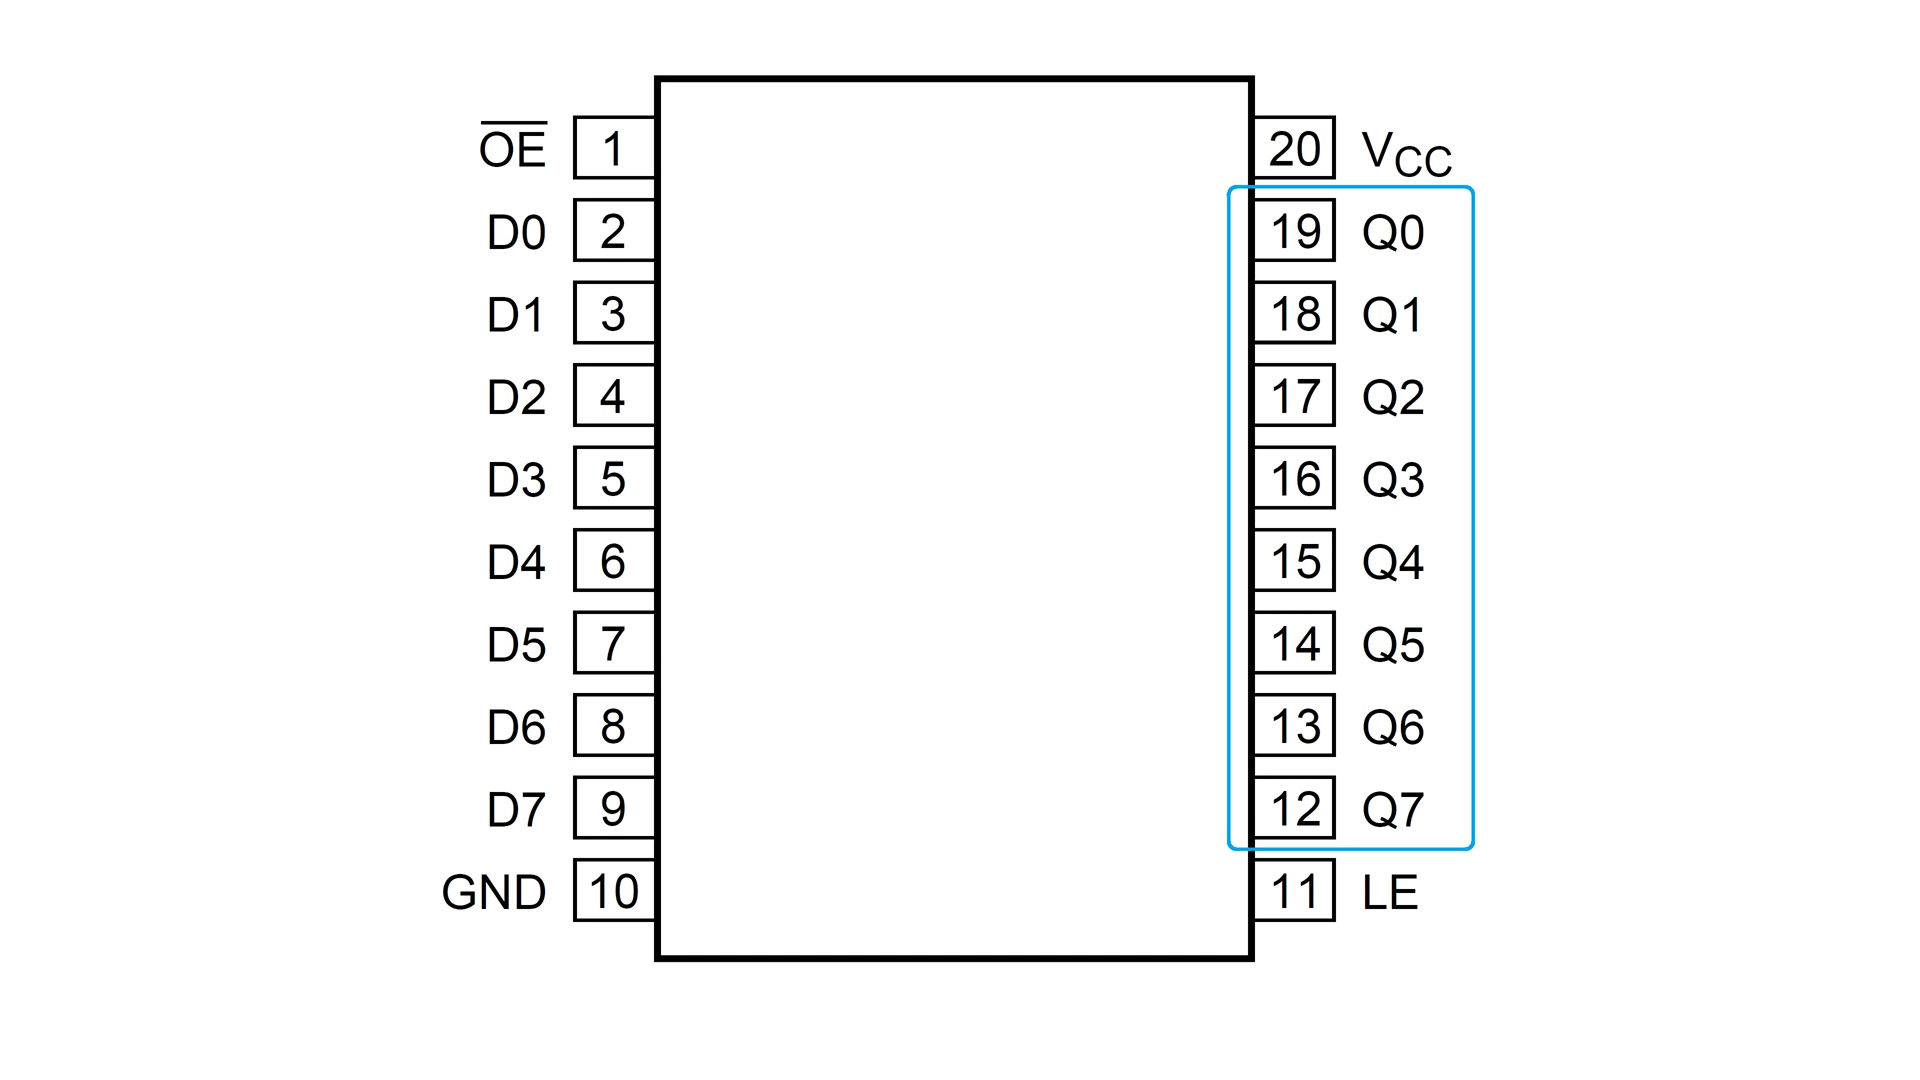 O̅E̅ 1 20 VCC
D0 2 19 Q0
D1 3 18 Q1
D2 4 17 Q2
D3 5 16 Q3
D4 6 15 Q4
D5 7 14 Q5
D6 8 13 Q6
D7 9 12 Q7
GND 10 11 LE